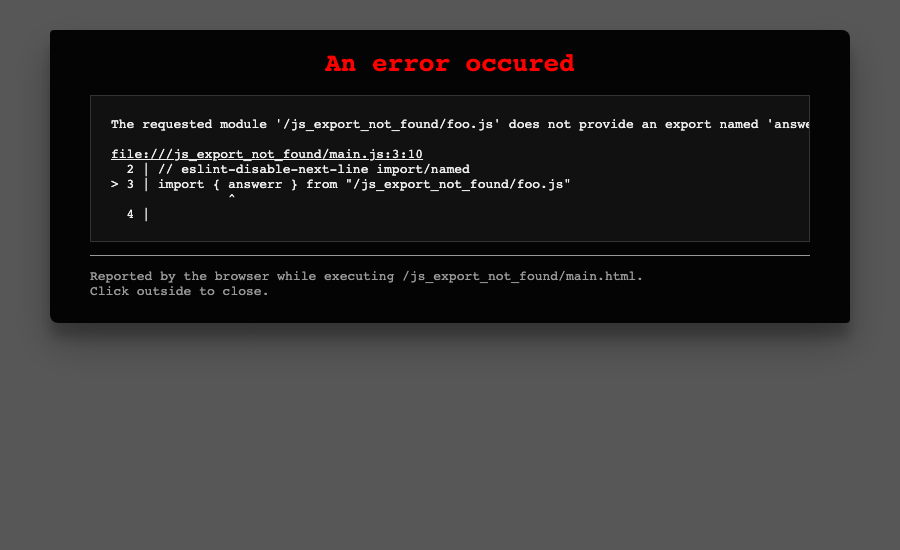 An error occured
The requested module '/js_export_not_found/foo.js' does not provide an export named 'answe
file:///js_export_not_found/main.js:3:10
2 | // eslint-disable-next-line import/named
> 3 | import { answerr } from "/js_export_not_found/foo.js"
^
4 |
Reported by the browser while executing /js_export_not_found/main.html.
Click outside to close.